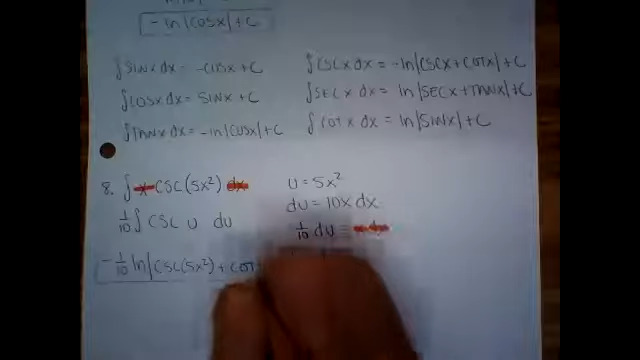 -ln|cosx|+c
∫sinx dx = -cosx + c
∫cosx dx = sinx + c
∫tanx dx = -ln|cosx|+c
∫cscx dx = -ln|cscx+cotx|+c
∫secx dx = ln|secx+tanx|+c
∫cotx dx = ln|sinx|+c
8. ∫x csc(5x²) dx
1/10 ∫ csc u du
-1/10 ln|csc(5x²)+cot
u = 5x²
du = 10x dx
1/10 du = x dx